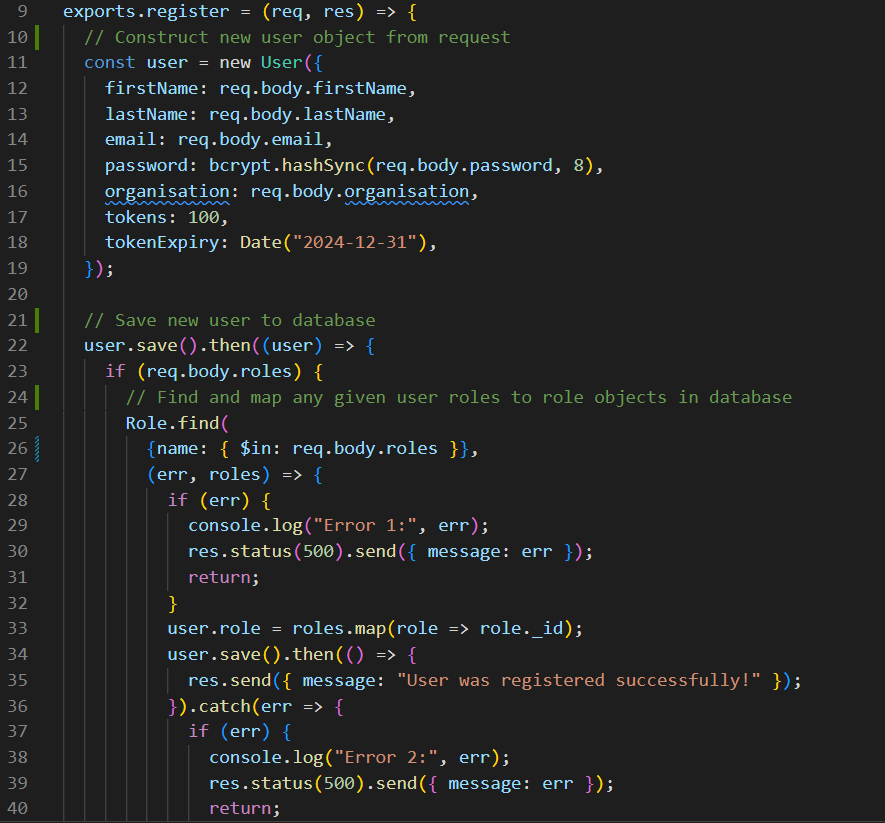 9 exports.register = (req, res) => {
10 // Construct new user object from request
11 const user = new User({
12 firstName: req.body.firstName,
13 lastName: req.body.lastName,
14 email: req.body.email,
15 password: bcrypt.hashSync(req.body.password, 8),
16 organisation: req.body.organisation,
17 tokens: 100,
18 tokenExpiry: Date("2024-12-31"),
19 });
20
21 // Save new user to database
22 user.save().then((user) => {
23 if (req.body.roles) {
24 // Find and map any given user roles to role objects in database
25 Role.find(
26 {name: { $in: req.body.roles }},
27 (err, roles) => {
28 if (err) {
29 console.log("Error 1:", err);
30 res.status(500).send({ message: err });
31 return;
32 }
33 user.role = roles.map(role => role._id);
34 user.save().then(() => {
35 res.send({ message: "User was registered successfully!" });
36 }).catch(err => {
37 if (err) {
38 console.log("Error 2:", err);
39 res.status(500).send({ message: err });
40 return;